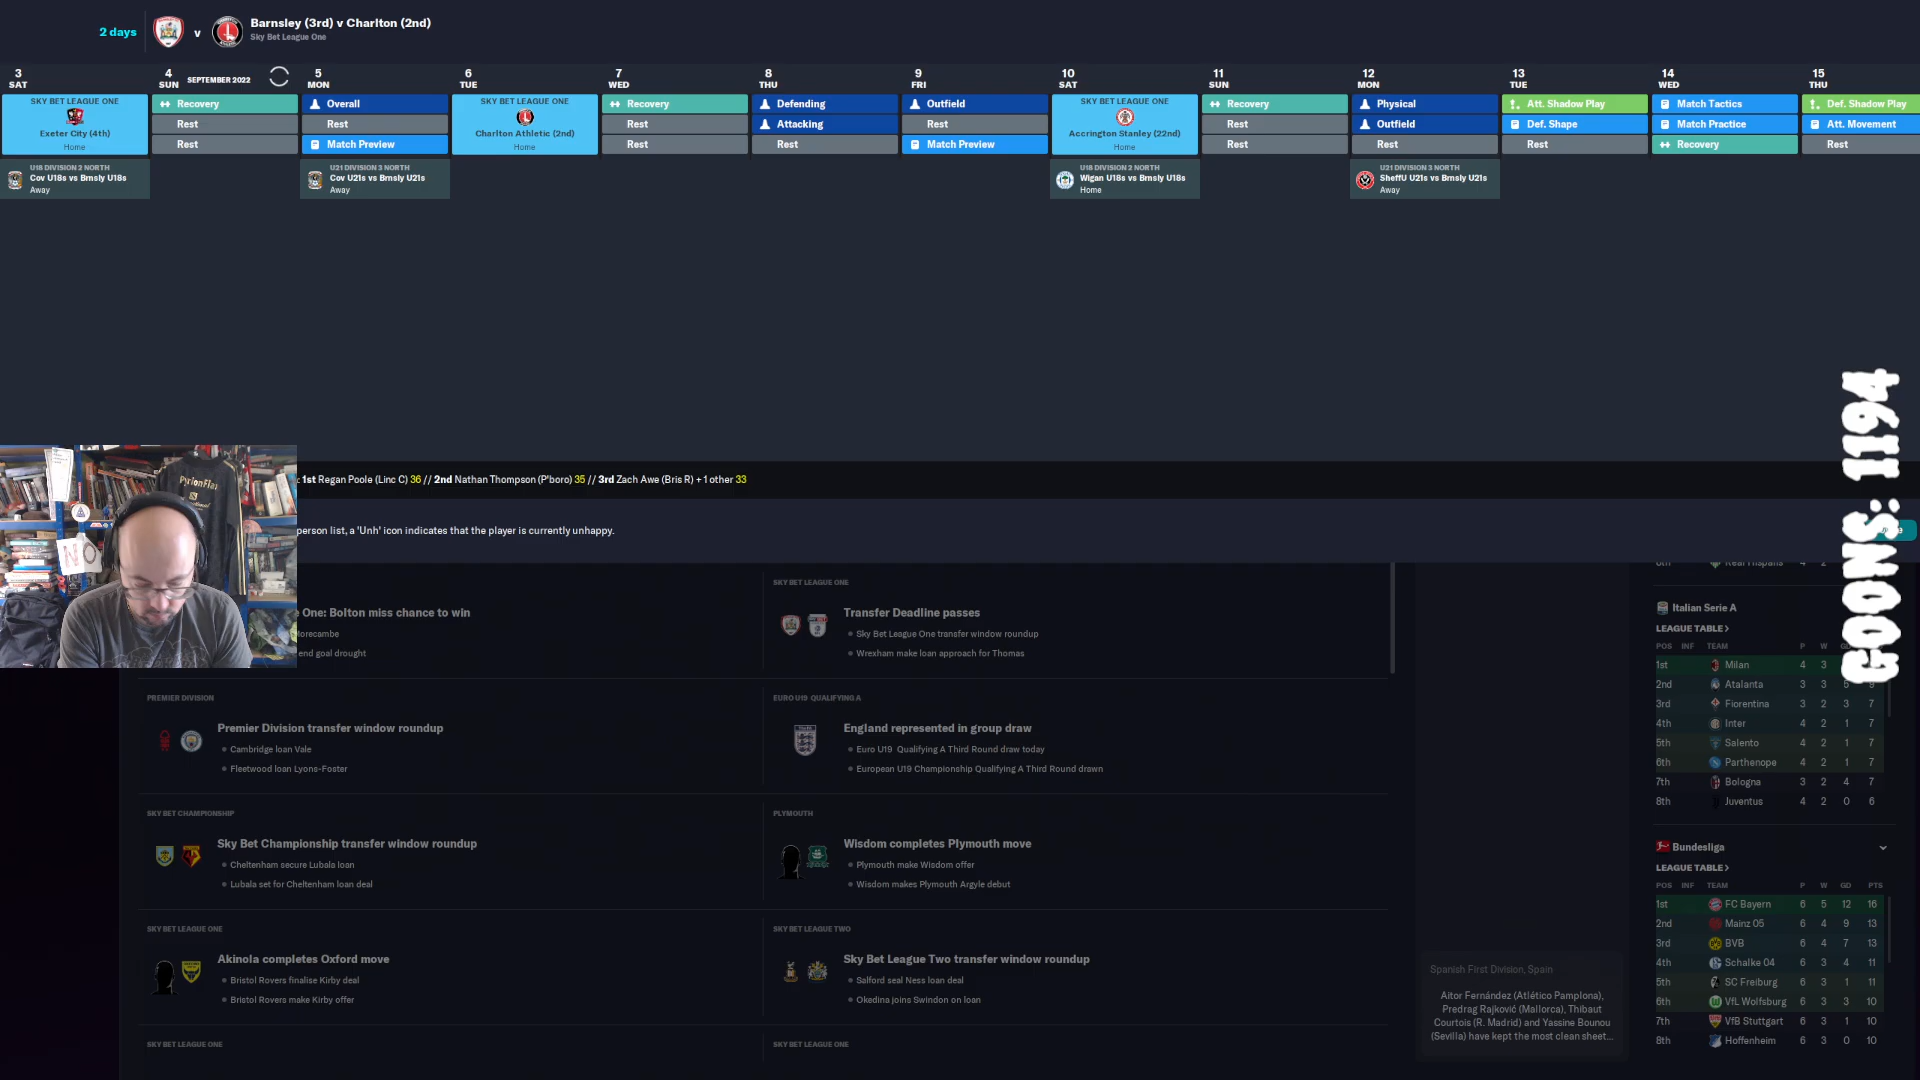 2 days
v
Barnsley (3rd) v Charlton (2nd)
Sky Bet League One
3
SAT
4
SUN
SEPTEMBER 2022
5
MON
6
TUE
7
WED
8
THU
9
FRI
10
SAT
11
SUN
12
MON
13
TUE
14
WED
15
THU
SKY BET LEAGUE ONE
Exeter City (4th)
Home
Recovery
Rest
Rest
Overall
Rest
Match Preview
SKY BET LEAGUE ONE
Charlton Athletic (2nd)
Home
Recovery
Rest
Rest
Defending
Attacking
Rest
Outfield
Rest
Match Preview
SKY BET LEAGUE ONE
Accrington Stanley (22nd)
Home
Recovery
Rest
Rest
Physical
Outfield
Rest
Att. Shadow Play
Def. Shape
Rest
Match Tactics
Match Practice
Recovery
Def. Shadow Play
Att. Movement
Rest
U18 DIVISION 2 NORTH
Cov U18s vs Brnsly U18s
Away
U21 DIVISION 3 NORTH
Cov U21s vs Brnsly U21s
Away
U18 DIVISION 2 NORTH
Wigan U18s vs Brnsly U18s
Home
U21 DIVISION 3 NORTH
SheffU U21s vs Brnsly U21s
Away
GOONS: 1194
1st Regan Poole (Linc C) 36 // 2nd Nathan Thompson (P'boro) 35 // 3rd Zach Awe (Bris R) + 1 other 33
person list, a 'Unh' icon indicates that the player is currently unhappy.
One: Bolton miss chance to win
Morecambe
end goal drought
SKY BET LEAGUE ONE
Transfer Deadline passes
Sky Bet League One transfer window roundup
Wrexham make loan approach for Thomas
PREMIER DIVISION
Premier Division transfer window roundup
Cambridge loan Vale
Fleetwood loan Lyons-Foster
EURO U19 QUALIFYING A
England represented in group draw
Euro U19 Qualifying A Third Round draw today
European U19 Championship Qualifying A Third Round drawn
SKY BET CHAMPIONSHIP
Sky Bet Championship transfer window roundup
Cheltenham secure Lubala loan
Lubala set for Cheltenham loan deal
PLYMOUTH
Wisdom completes Plymouth move
Plymouth make Wisdom offer
Wisdom makes Plymouth Argyle debut
SKY BET LEAGUE ONE
Akinola completes Oxford move
Bristol Rovers finalise Kirby deal
Bristol Rovers make Kirby offer
SKY BET LEAGUE TWO
Sky Bet League Two transfer window roundup
Salford seal Ness loan deal
Okedina joins Swindon on loan
SKY BET LEAGUE ONE
SKY BET LEAGUE ONE
Spanish First Division, Spain
Aitor Fernández (Atlético Pamplona),
Predrag Rajković (Mallorca), Thibaut
Courtois (R. Madrid) and Yassine Bounou
(Sevilla) have kept the most clean sheet...
Real Hispalis
Italian Serie A
LEAGUE TABLE >
POS INF TEAM P W GD
1st Milan 4 3
2nd Atalanta 3 3 6 9
3rd Fiorentina 3 2 3 7
4th Inter 4 2 1 7
5th Salento 4 2 1 7
6th Parthenope 4 2 1 7
7th Bologna 3 2 4 7
8th Juventus 4 2 0 6
Bundesliga
LEAGUE TABLE >
POS INF TEAM P W GD PTS
1st FC Bayern 6 5 12 16
2nd Mainz 05 6 4 9 13
3rd BVB 6 4 7 13
4th Schalke 04 6 3 4 11
5th SC Freiburg 6 3 1 11
6th VfL Wolfsburg 6 3 3 10
7th VfB Stuttgart 6 3 1 10
8th Hoffenheim 6 3 0 10